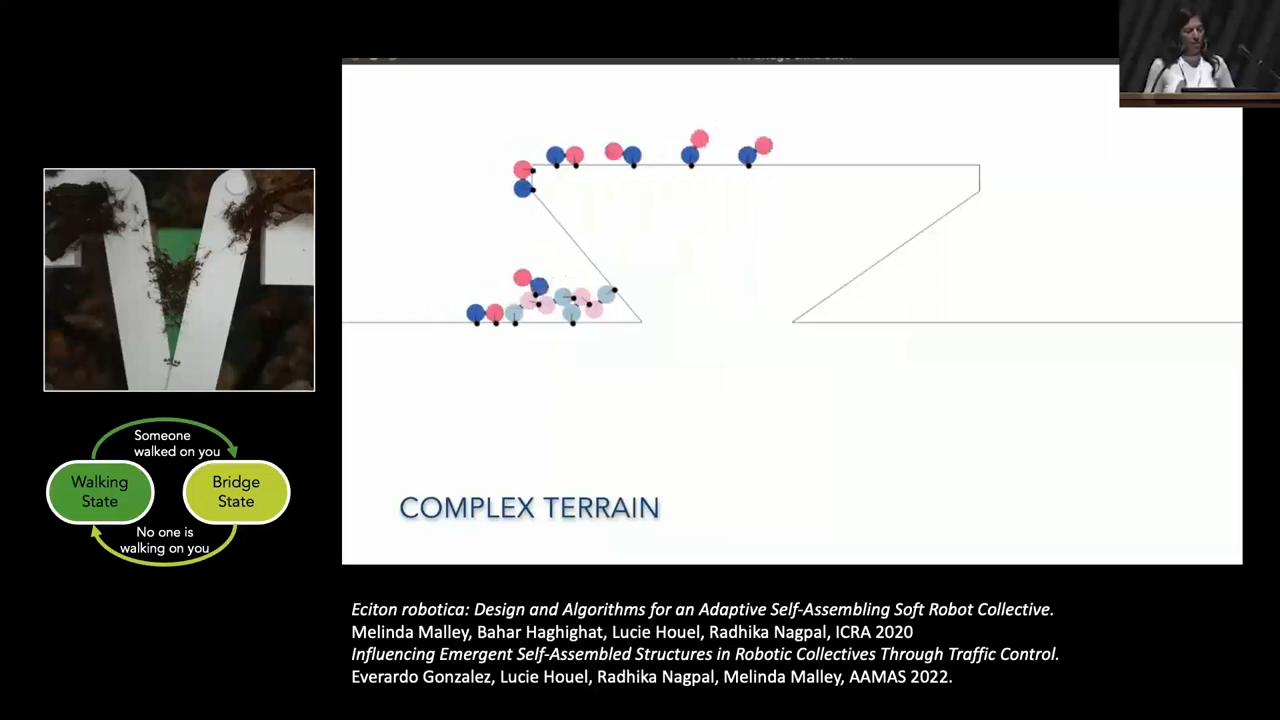 Someone
walked on you
Walking
State
Bridge
State
No one is
walking on you
COMPLEX TERRAIN
Eciton robotica: Design and Algorithms for an Adaptive Self-Assembling Soft Robot Collective.
Melinda Malley, Bahar Haghighat, Lucie Houel, Radhika Nagpal, ICRA 2020
Influencing Emergent Self-Assembled Structures in Robotic Collectives Through Traffic Control.
Everardo Gonzalez, Lucie Houel, Radhika Nagpal, Melinda Malley, AAMAS 2022.